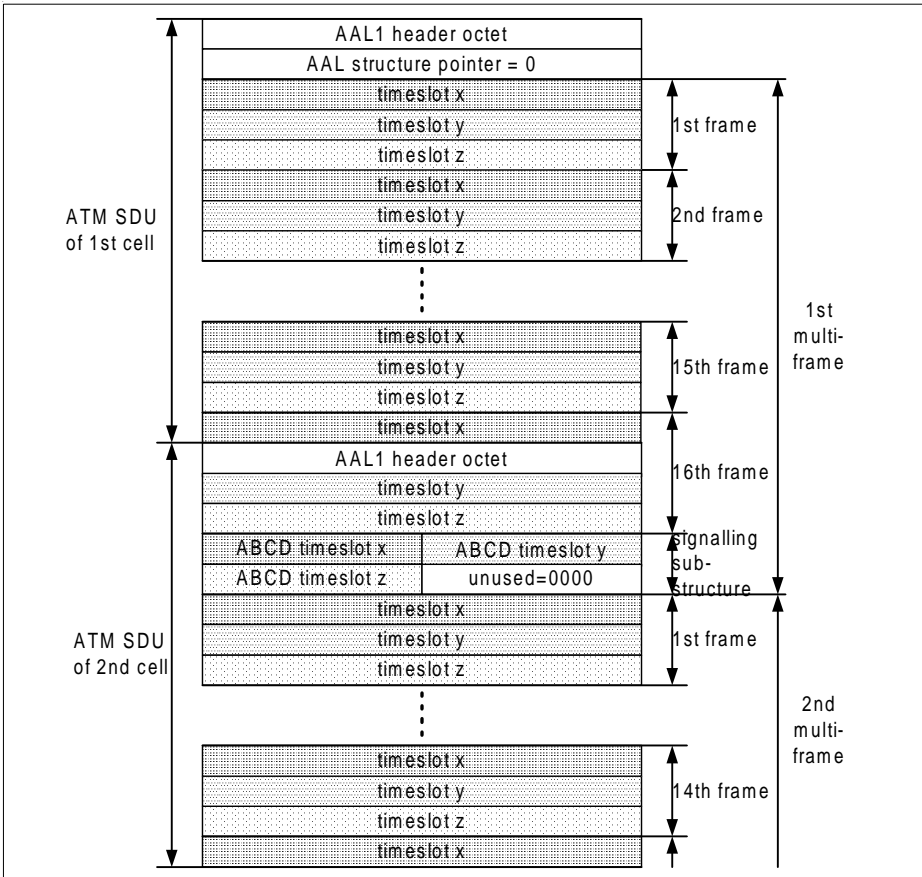 AAL1 header octet
AAL structure pointer = 0
timeslot x
timeslot y
timeslot z
1st frame
timeslot x
timeslot y
timeslot z
2nd frame
ATM SDU
of 1st cell
timeslot x
timeslot y
timeslot z
15th frame
1st
multi-
frame
timeslot x
AAL1 header octet
timeslot y
timeslot z
16th frame
ABCD timeslot x
ABCD timeslot y
ABCD timeslot z
unused=0000
signalling
sub-
structure
timeslot x
timeslot y
timeslot z
1st frame
ATM SDU
of 2nd cell
2nd
multi-
frame
timeslot x
timeslot y
timeslot z
14th frame
timeslot x